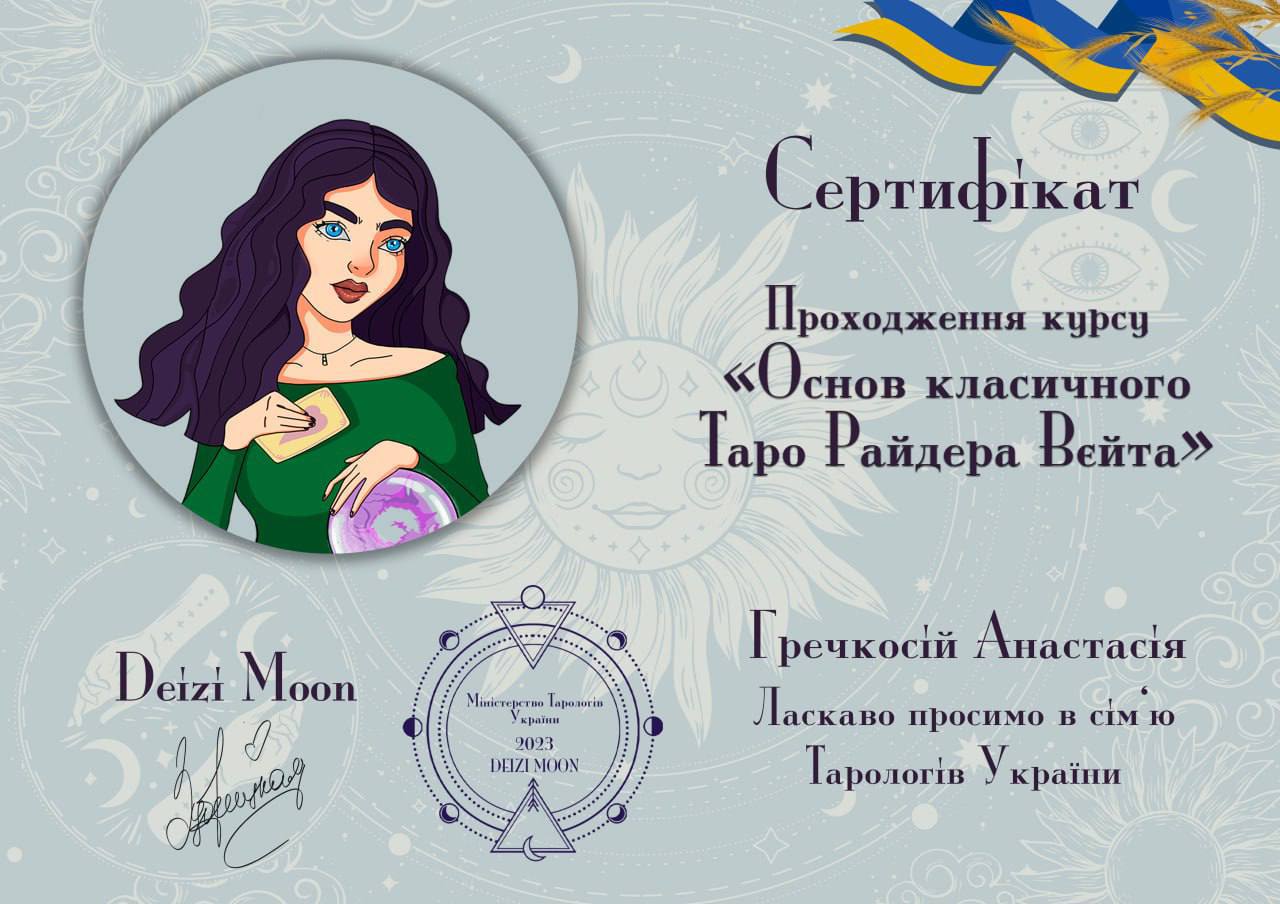 Сертифікат
Проходження курсу
«Основ класичного
Таро Райдера Вєйта»
Гречкосій Анастасія
Ласкаво просимо в сім‘ю
Тарологів України
Deizi Moon
Міністерство Тарологів
України
2023
DEIZI MOON